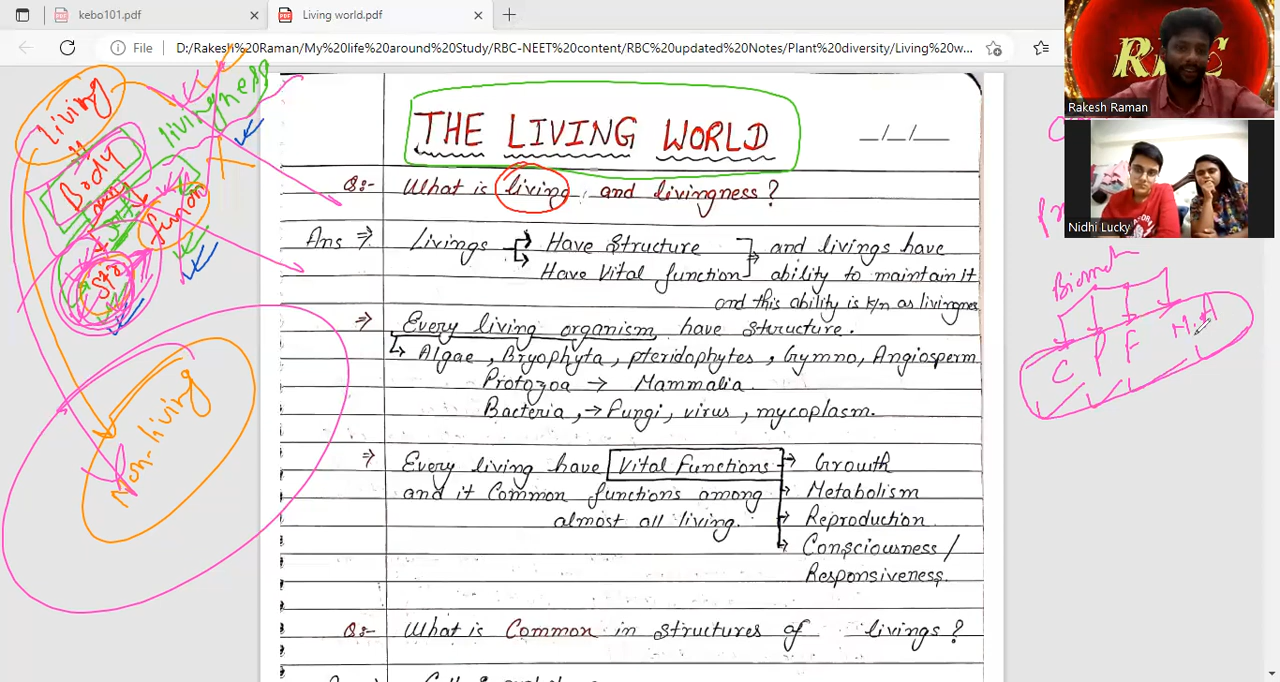 kebo101.pdf
Living world.pdf
File
D:/Rakesh%20Raman/My%20life%20around%20Study/RBC-NEET%20content/RBC%20updated%20Notes/Plant%20diversity/Living%20w...
RBC
Rakesh Raman
Nidhi Lucky
THE LIVING WORLD
__/__/__
Q:- What is living, and livingness?
Ans ⇒ Livings → Have Structure and livings have
→ Have Vital function ability to maintain it
and this ability is k/n as livingnes
⇒ Every living organism have structure.
↳ Algae, Bryophyta, pteridophytes, Gymno, Angiosperm
Protozoa → Mammalia
Bacteria, → Fungi, virus, mycoplasm.
⇒ Every living have Vital Functions → Growth
and it Common functions among → Metabolism
almost all living. → Reproduction
→ Consciousness/
Responsiveness.
Q:- What is Common in structures of livings?
Living
livingness
Body
Non-living
C P F N.A